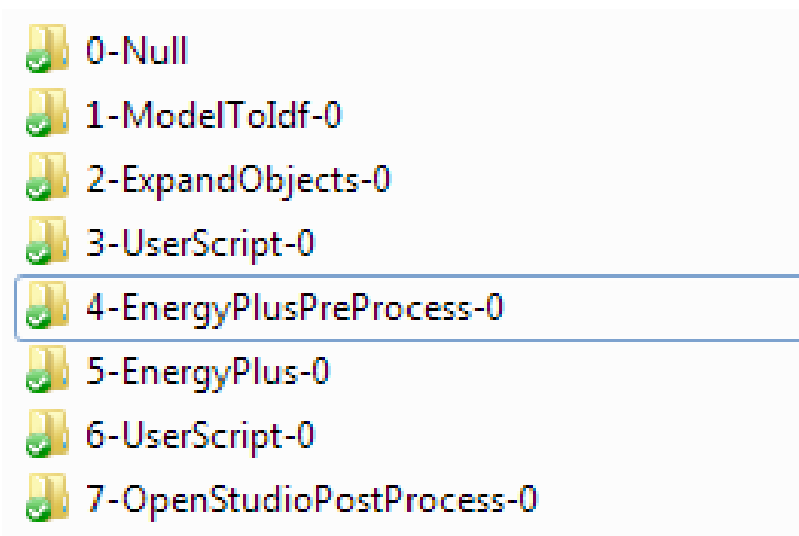 0-Null
1-ModelToIdf-0
2-ExpandObjects-0
3-UserScript-0
4-EnergyPlusPreProcess-0
5-EnergyPlus-0
6-UserScript-0
7-OpenStudioPostProcess-0